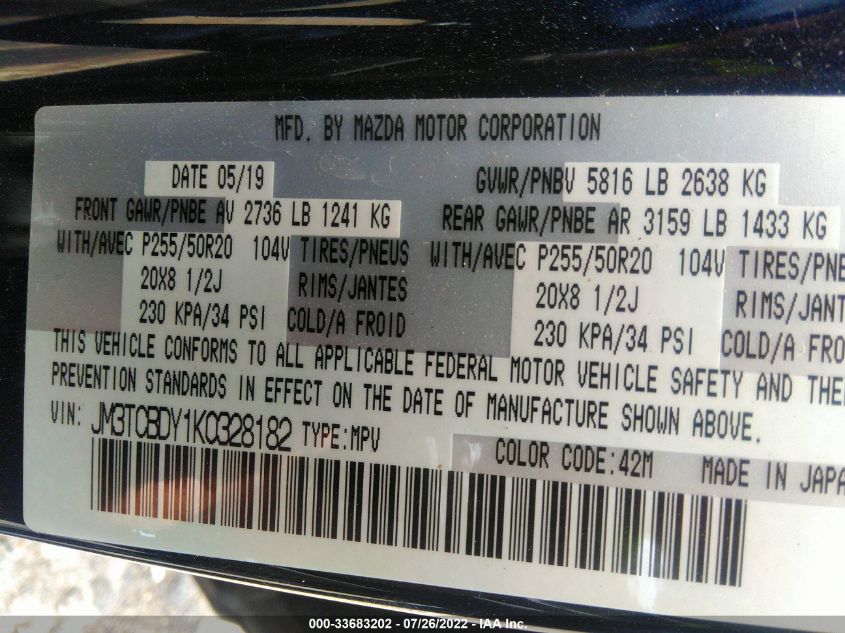 MFD. BY MAZDA MOTOR CORPORATION
DATE 05/19 GVWR/PNBV 5816 LB 2638 KG
FRONT GAWR/PNBE AV 2736 LB 1241 KG REAR GAWR/PNBE AR 3159 LB 1433 KG
WITH/AVEC P255/50R20 104V TIRES/PNEUS WITH/AVEC P255/50R20 104V TIRES/PNE
20X8 1/2J RIMS/JANTES 20X8 1/2J RIMS/JANT
230 KPA/34 PSI COLD/A FROID 230 KPA/34 PSI COLD/A FRO
THIS VEHICLE CONFORMS TO ALL APPLICABLE FEDERAL MOTOR VEHICLE SAFETY AND THE
PREVENTION STANDARDS IN EFFECT ON THE DATE OF MANUFACTURE SHOWN ABOVE.
VIN: JM3TCBDY1K0328182 TYPE:MPV
COLOR CODE:42M MADE IN JAPA
000-33683202 - 07/26/2022 - IAAI.com